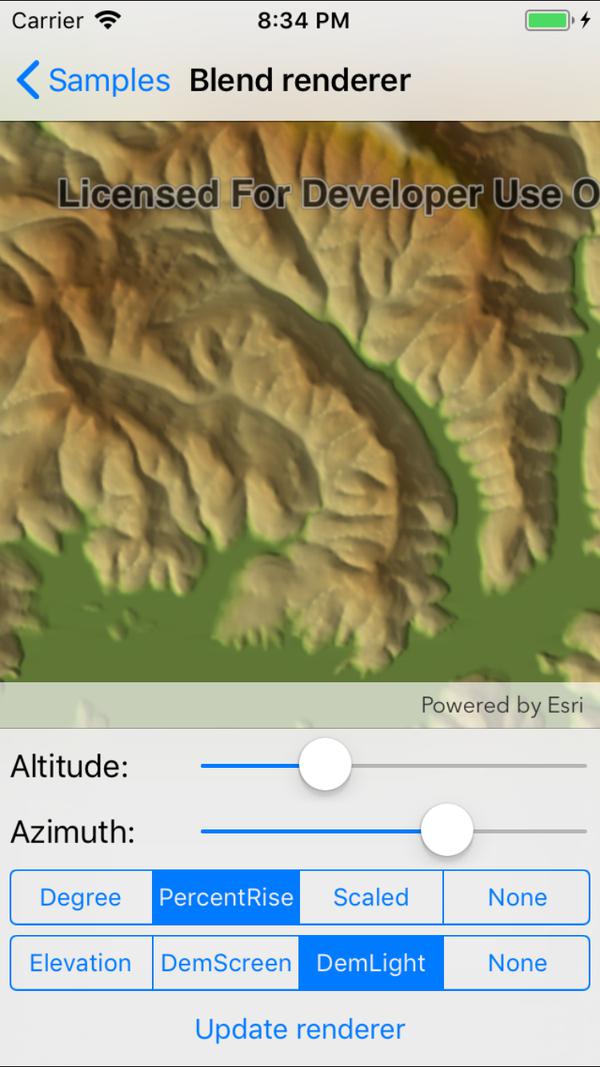 Carrier 8:34 PM
Samples Blend renderer
Licensed For Developer Use O
Powered by Esri
Altitude:
Azimuth:
Degree PercentRise Scaled None
Elevation DemScreen DemLight None
Update renderer